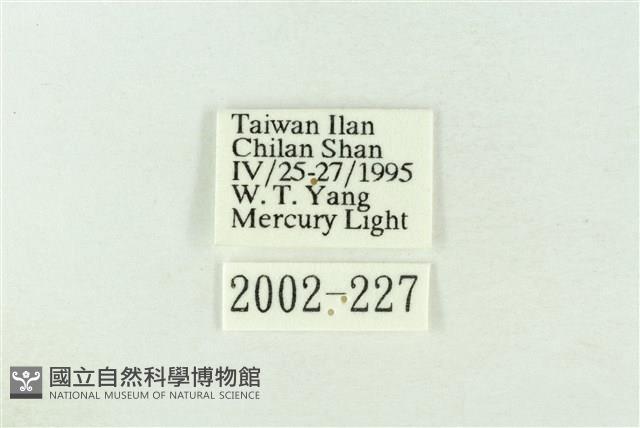 Taiwan Ilan
Chilan Shan
IV/25-27/1995
W. T. Yang
Mercury Light
2002-227
國立自然科學博物館
NATIONAL MUSEUM OF NATURAL SCIENCE